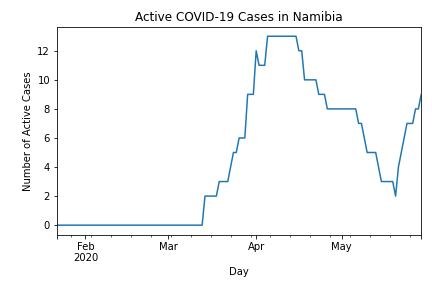 Active COVID-19 Cases in Namibia
Number of Active Cases
12
10
8
6
4
2
0
Feb
2020
Mar
Apr
May
Day